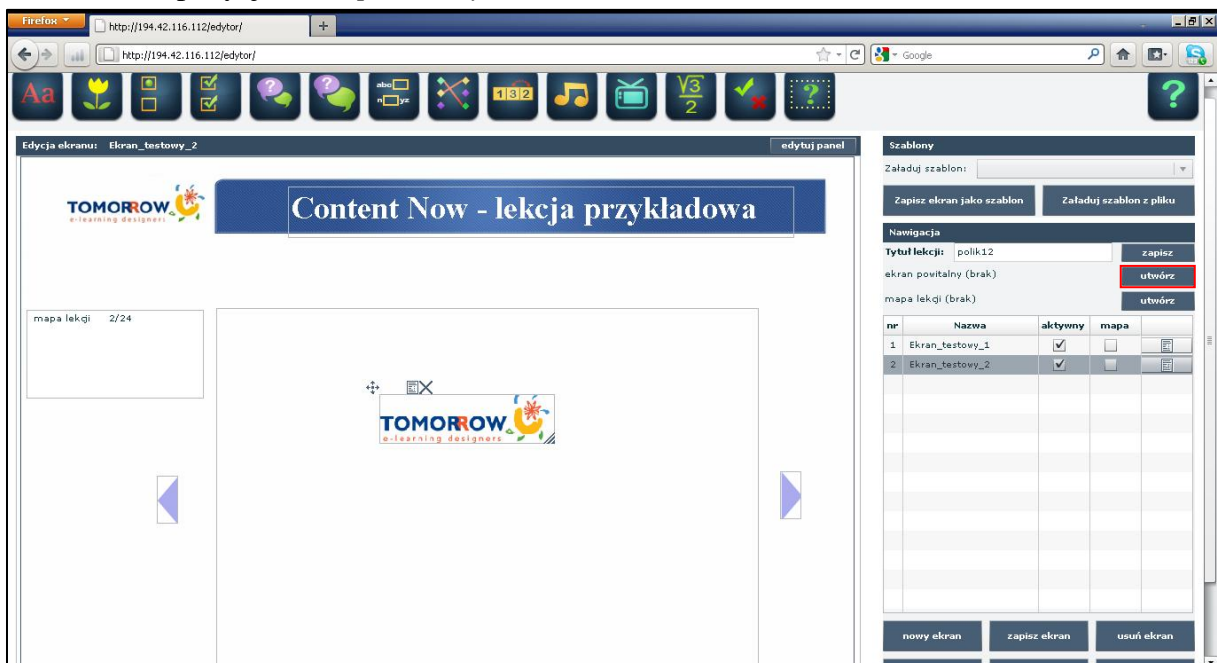 Firefox
http://194.42.116.112/edytor/
http://194.42.116.112/edytor/
Google
Aa
abc
n yz
1 3 2
√3
2
?
?
Edycja ekranu: Ekran_testowy_2
edytuj panel
TOMORROW
e-learning designers
Content Now - lekcja przykładowa
mapa lekcji 2/24
TOMORROW
e-learning designers
Szablony
Załaduj szablon:
Zapisz ekran jako szablon
Załaduj szablon z pliku
Nawigacja
Tytuł lekcji: polik12 zapisz
ekran powitalny (brak) utwórz
mapa lekcji (brak) utwórz
nr Nazwa aktywny mapa
1 Ekran_testowy_1
2 Ekran_testowy_2
nowy ekran zapisz ekran usuń ekran